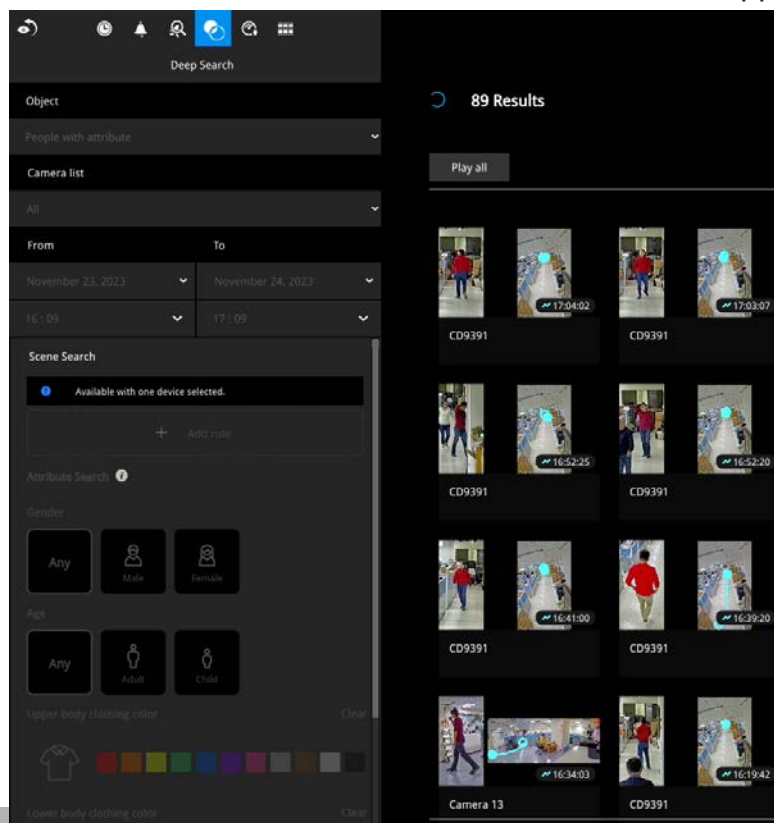 Deep Search
Object
People with attribute
Camera list
All
From To
November 23, 2023 November 24, 2023
16 : 09 17 : 09
Scene Search
Available with one device selected.
+ Add rule
Attribute Search
Gender
Any Male Female
Age
Any Adult Child
Upper body clothing color Clear
Lower body clothing color Clear
89 Results
Play all
17:04:02 17:03:07
CD9391 CD9391
16:52:25 16:52:20
CD9391 CD9391
16:41:00 16:39:20
CD9391 CD9391
16:34:03 16:19:42
Camera 13 CD9391